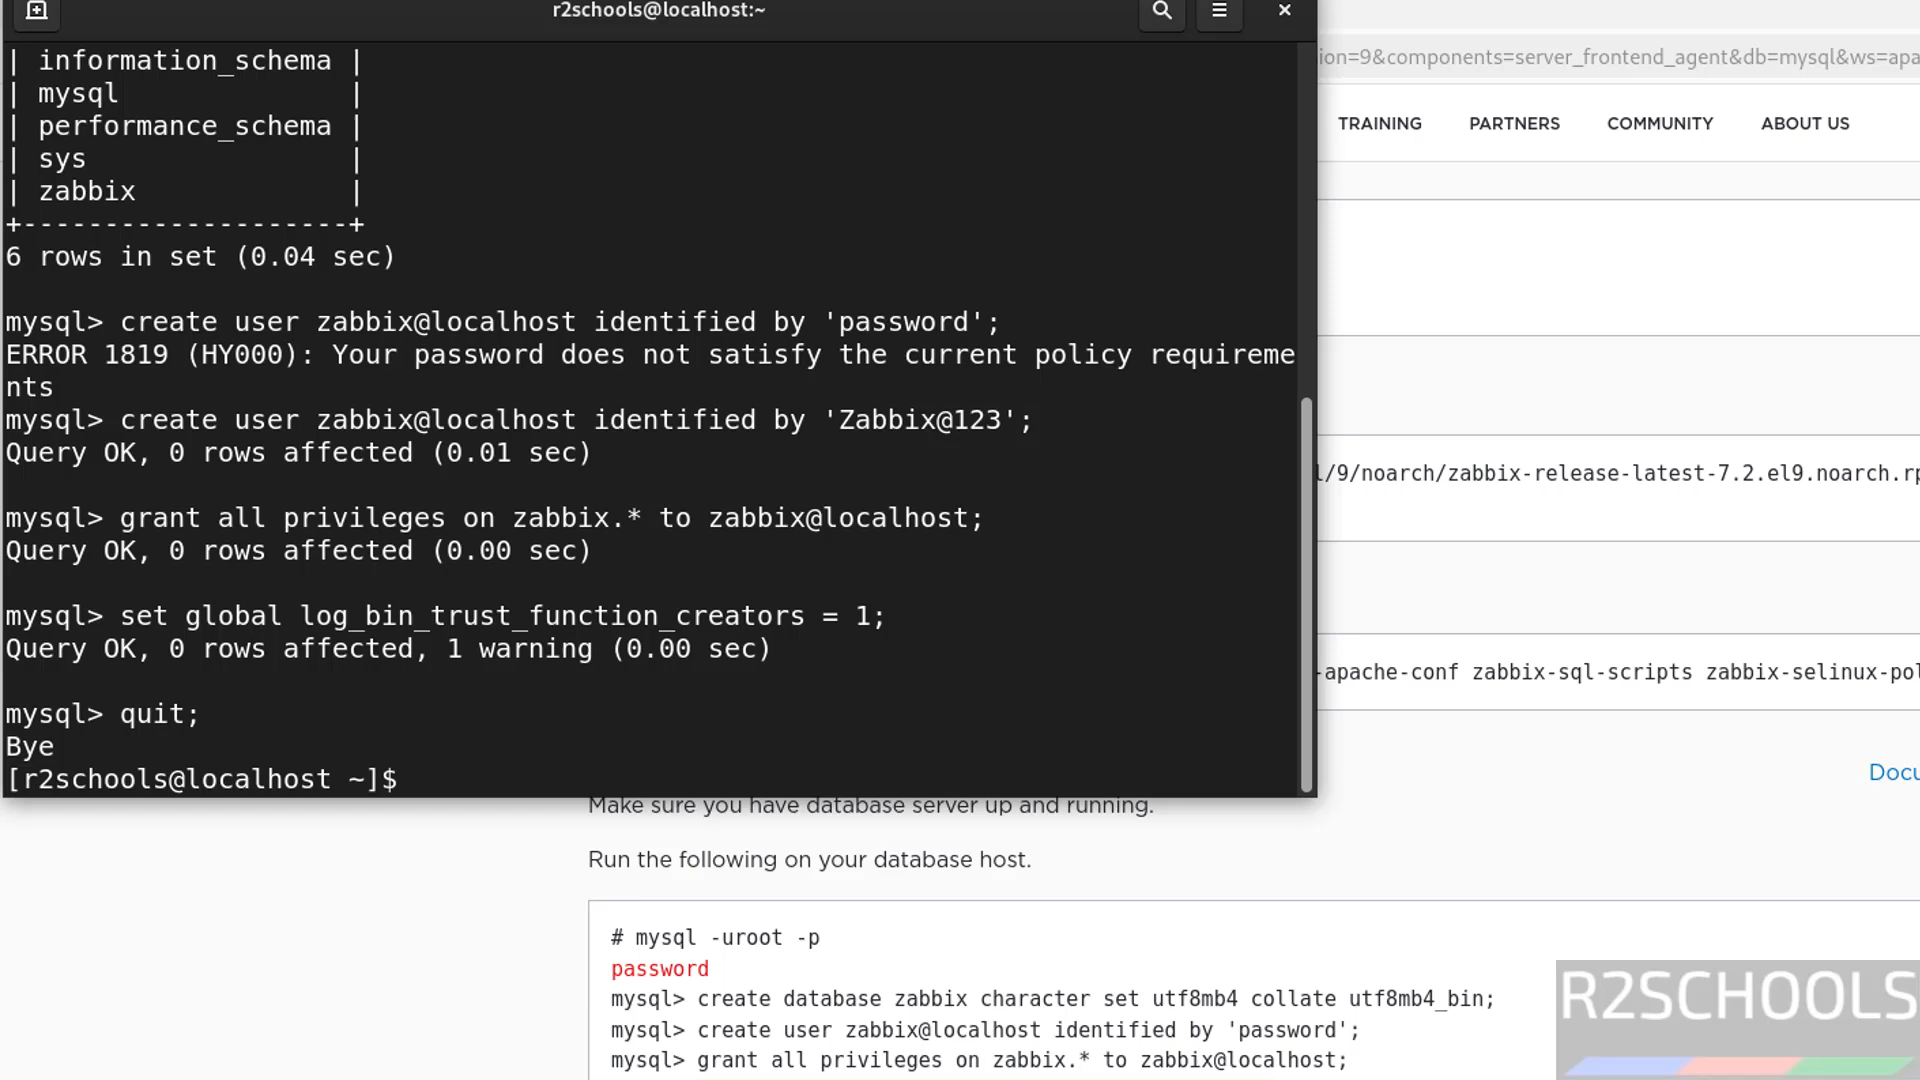 r2schools@localhost:~
| information_schema |
| mysql              |
| performance_schema |
| sys                |
| zabbix             |
+--------------------+
6 rows in set (0.04 sec)
mysql> create user zabbix@localhost identified by 'password';
ERROR 1819 (HY000): Your password does not satisfy the current policy requireme
nts
mysql> create user zabbix@localhost identified by 'Zabbix@123';
Query OK, 0 rows affected (0.01 sec)
mysql> grant all privileges on zabbix.* to zabbix@localhost;
Query OK, 0 rows affected (0.00 sec)
mysql> set global log_bin_trust_function_creators = 1;
Query OK, 0 rows affected, 1 warning (0.00 sec)
mysql> quit;
Bye
[r2schools@localhost ~]$
ion=9&components=server_frontend_agent&db=mysql&ws=apa
TRAINING PARTNERS COMMUNITY ABOUT US
/9/noarch/zabbix-release-latest-7.2.el9.noarch.rp
-apache-conf zabbix-sql-scripts zabbix-selinux-pol
Docu
Make sure you have database server up and running.
Run the following on your database host.
# mysql -uroot -p
password
mysql> create database zabbix character set utf8mb4 collate utf8mb4_bin;
mysql> create user zabbix@localhost identified by 'password';
mysql> grant all privileges on zabbix.* to zabbix@localhost;
R2SCHOOLS